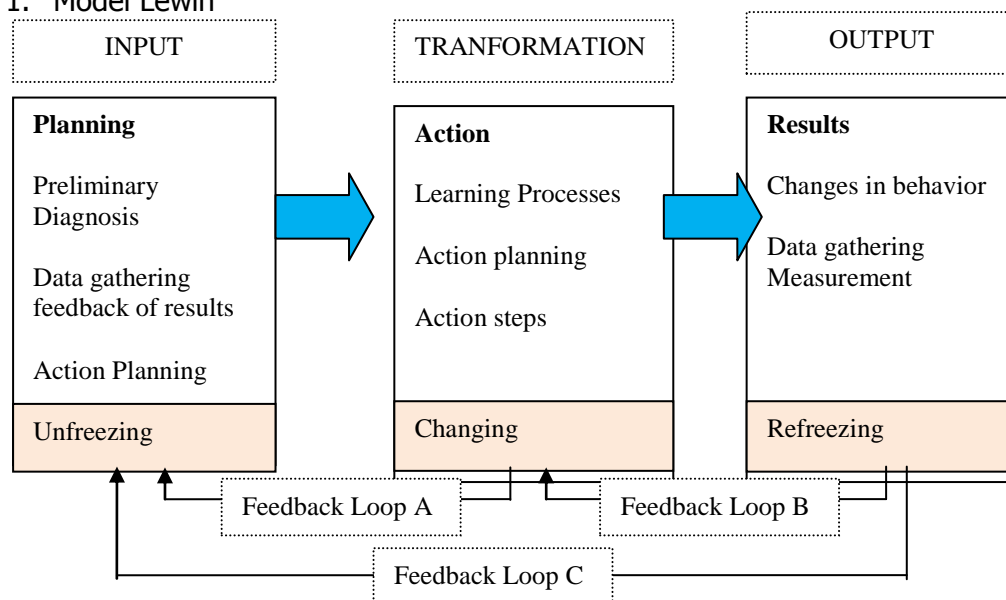 1. Model Lewin
INPUT
TRANFORMATION
OUTPUT
Planning
Preliminary
Diagnosis
Data gathering
feedback of results
Action Planning
Unfreezing
Action
Learning Processes
Action planning
Action steps
Changing
Results
Changes in behavior
Data gathering
Measurement
Refreezing
Feedback Loop A
Feedback Loop B
Feedback Loop C